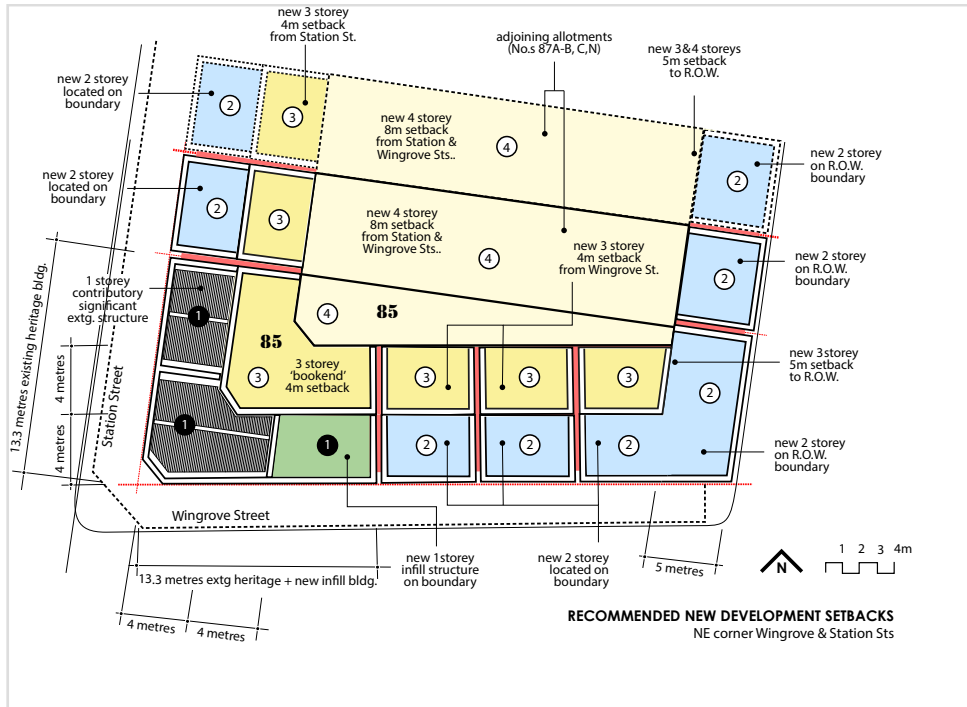 new 3 storey
4m setback
from Station St.
adjoining allotments
(No.s 87A-B, C,N)
new 3&4 storeys
5m setback
to R.O.W.
new 2 storey
located on
boundary
2
3
new 4 storey
8m setback
from Station &
Wingrove Sts..
4
2
new 2 storey
on R.O.W.
boundary
new 2 storey
located on
boundary
2
3
new 4 storey
8m setback
from Station &
Wingrove Sts..
4
new 3 storey
4m setback
from Wingrove St.
2
new 2 storey
on R.O.W.
boundary
1 storey
contributory
significant
extg. structure
1
4
85
85
3 storey
'bookend'
4m setback
3
3
3
3
2
new 3storey
5m setback
to R.O.W.
13.3 metres existing heritage bldg.
4 metres
4 metres
Station Street
1
1
2
2
2
new 2 storey
on R.O.W.
boundary
Wingrove Street
new 1storey
infill structure
on boundary
new 2 storey
located on
boundary
5 metres
N
1 2 3 4m
13.3 metres extg heritage + new infill bldg.
4 metres
4 metres
RECOMMENDED NEW DEVELOPMENT SETBACKS
NE corner Wingrove & Station Sts